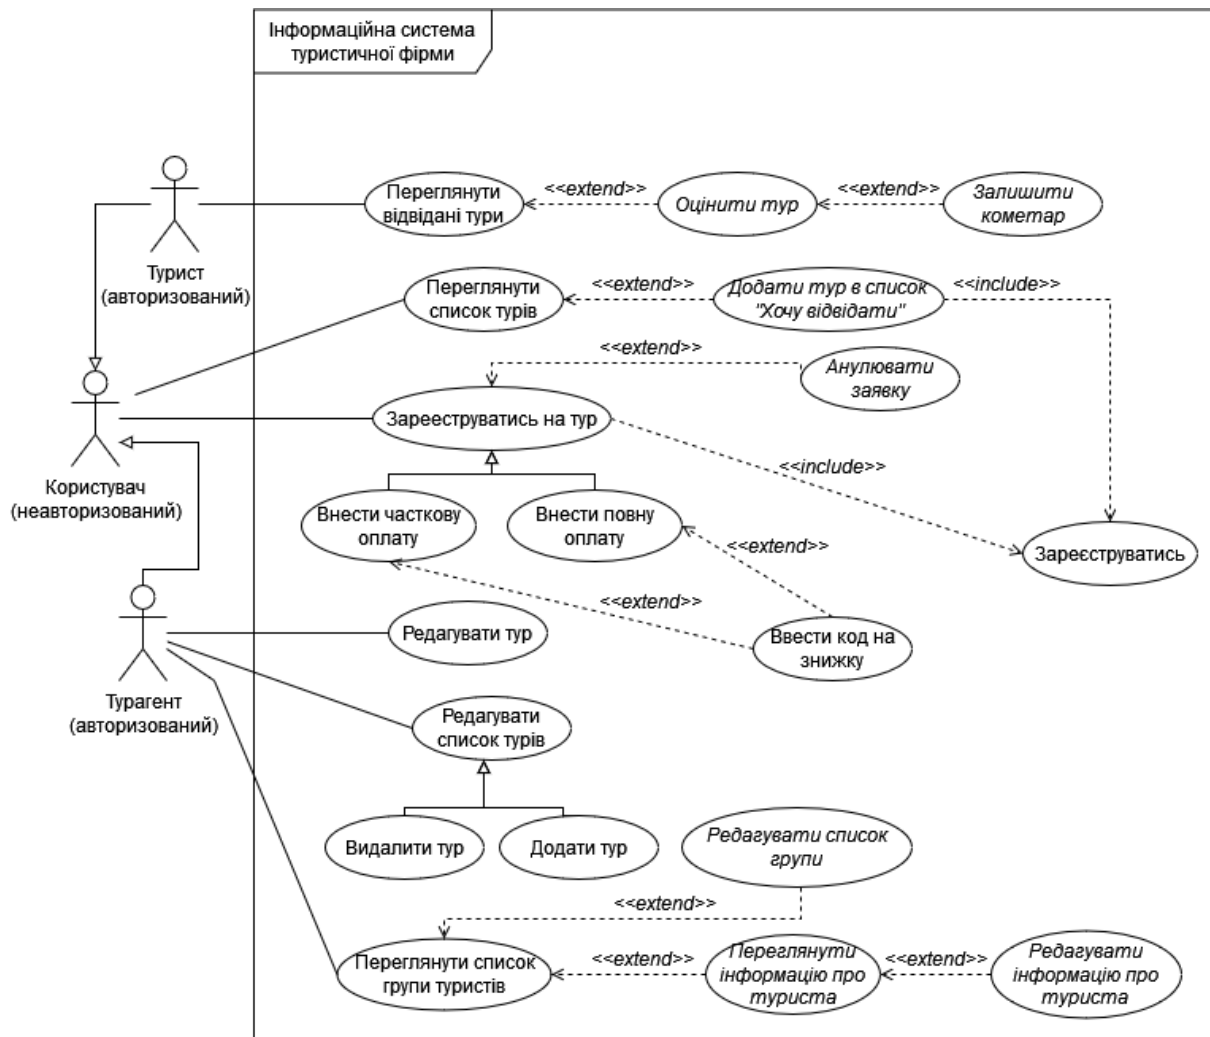 Інформаційна система
туристичної фірми
Турист
(авторизований)
Переглянути
відвідані тури
<<extend>>
Оцінити тур
<<extend>>
Залишити
кометар
Переглянути
список турів
<<extend>>
Додати тур в список
"Хочу відвідати"
<<include>>
<<extend>>
Анулювати
заявку
Користувач
(неавторизований)
Зарееструватись на тур
<<include>>
Внести часткову
оплату
Внести повну
оплату
<<extend>>
Зареєструватись
<<extend>>
Ввести код на
знижку
Турагент
(авторизований)
Редагувати тур
Редагувати
список турів
Видалити тур
Додати тур
Редагувати список
групи
<<extend>>
Переглянути список
групи туристів
<<extend>>
Переглянути
інформацію про
туриста
<<extend>>
Редагувати
інформацію про
туриста